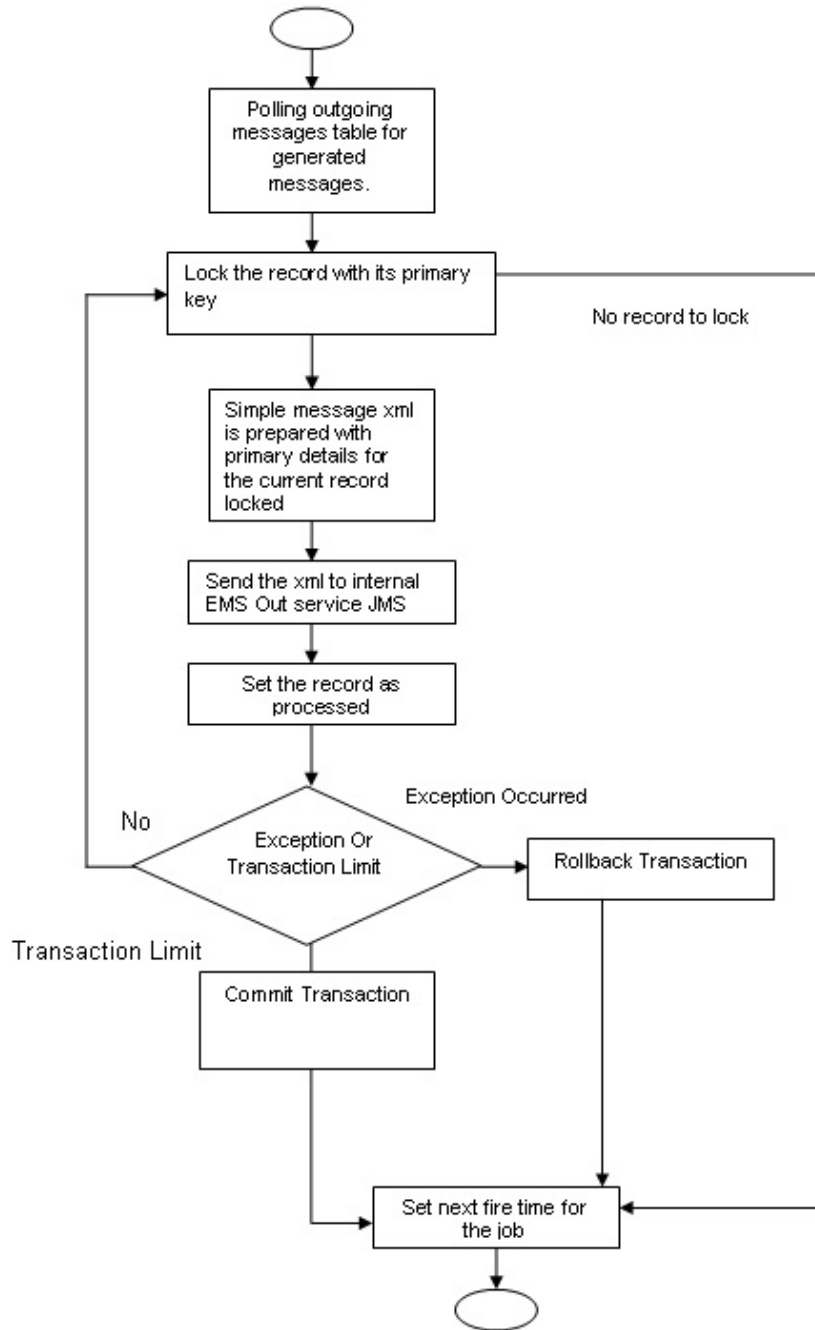 Polling outgoing
messages table for
generated
messages.
Lock the record with its primary
key
No record to lock
Simple message xml
is prepared with
primary details for
the current record
locked
Send the xml to internal
EMS Out service JMS
Set the record as
processed
Exception Occurred
No
Exception Or
Transaction Limit
Rollback Transaction
Transaction Limit
Commit Transaction
Set next fire time for
the job